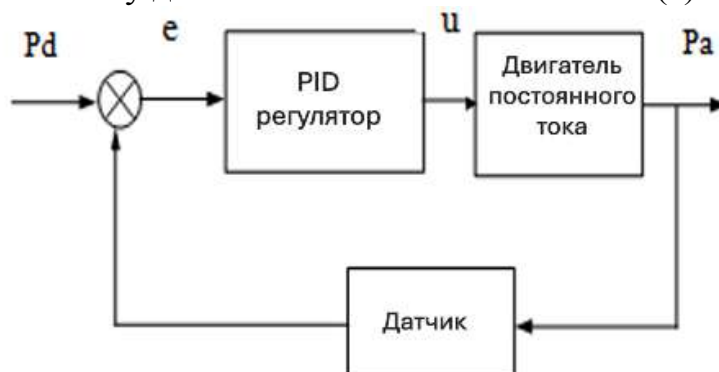 Pd
e
PID
регулятор
u
Двигатель
постоянного
тока
Pa
Датчик